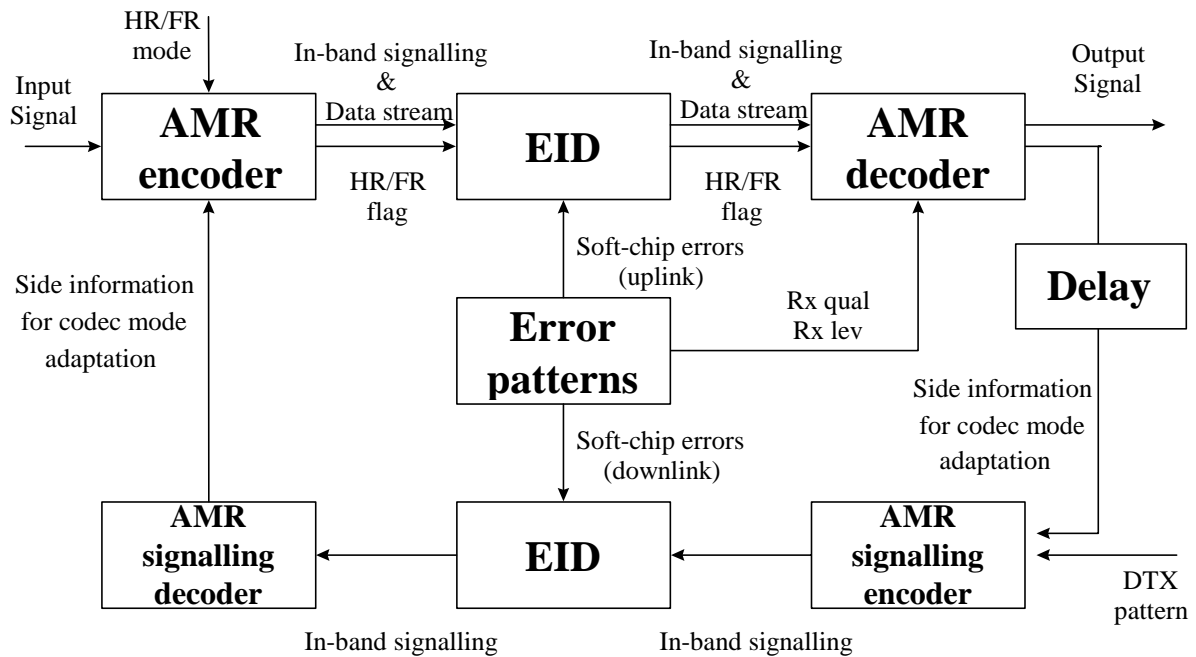 HR/FR
mode
In-band signalling
&
Data stream
In-band signalling
&
Data stream
Output
Signal
Input
Signal
AMR
encoder
EID
AMR
decoder
HR/FR
flag
HR/FR
flag
Soft-chip errors
(uplink)
Side information
for codec mode
adaptation
Error
patterns
Rx qual
Rx lev
Delay
Side information
for codec mode
adaptation
Soft-chip errors
(downlink)
AMR
signalling
decoder
EID
AMR
signalling
encoder
DTX
pattern
In-band signalling
In-band signalling